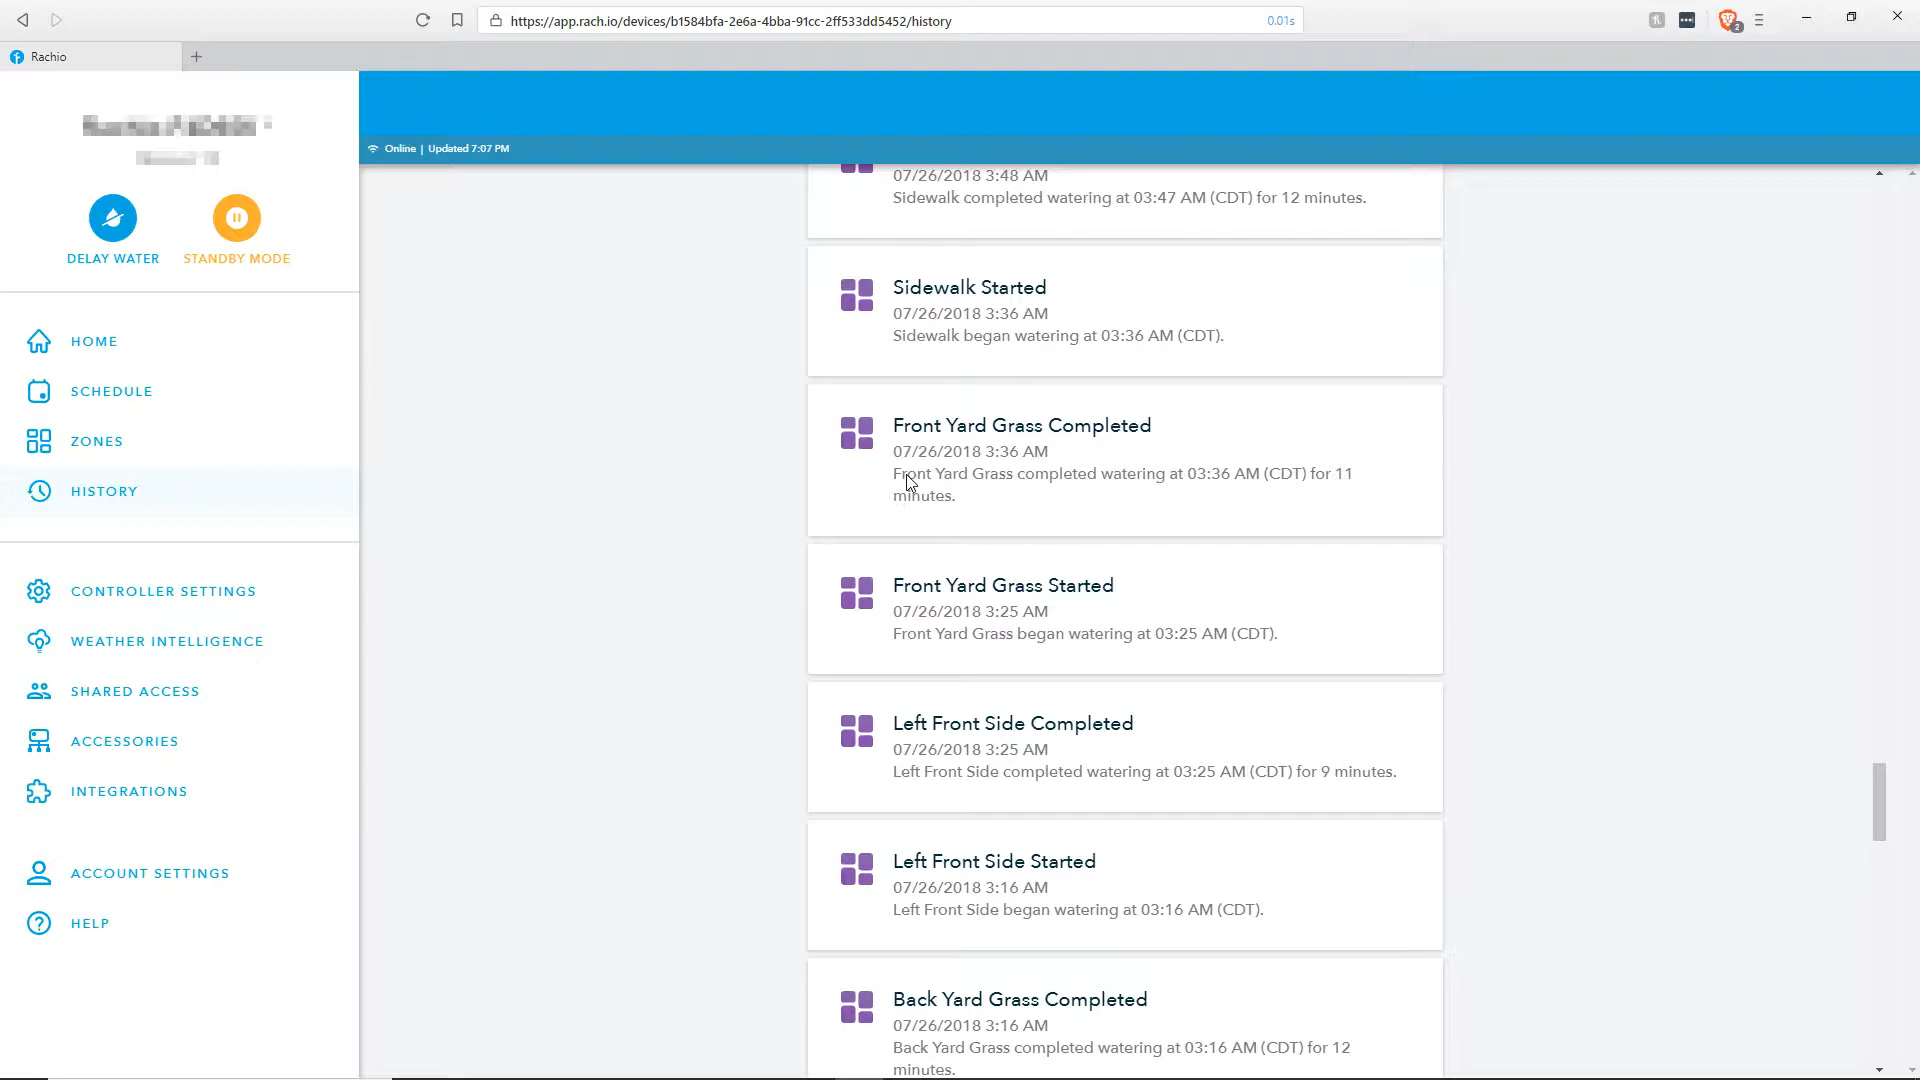 https://app.rach.io/devices/b1584bfa-2e6a-4bba-91cc-2ff533dd5452/history
0.01s
2
Rachio
Online | Updated 7:07 PM
DELAY WATER
STANDBY MODE
HOME
SCHEDULE
ZONES
HISTORY
CONTROLLER SETTINGS
WEATHER INTELLIGENCE
SHARED ACCESS
ACCESSORIES
INTEGRATIONS
ACCOUNT SETTINGS
HELP
07/26/2018 3:48 AM
Sidewalk completed watering at 03:47 AM (CDT) for 12 minutes.
Sidewalk Started
07/26/2018 3:36 AM
Sidewalk began watering at 03:36 AM (CDT).
Front Yard Grass Completed
07/26/2018 3:36 AM
Front Yard Grass completed watering at 03:36 AM (CDT) for 11
minutes.
Front Yard Grass Started
07/26/2018 3:25 AM
Front Yard Grass began watering at 03:25 AM (CDT).
Left Front Side Completed
07/26/2018 3:25 AM
Left Front Side completed watering at 03:25 AM (CDT) for 9 minutes.
Left Front Side Started
07/26/2018 3:16 AM
Left Front Side began watering at 03:16 AM (CDT).
Back Yard Grass Completed
07/26/2018 3:16 AM
Back Yard Grass completed watering at 03:16 AM (CDT) for 12
minutes.